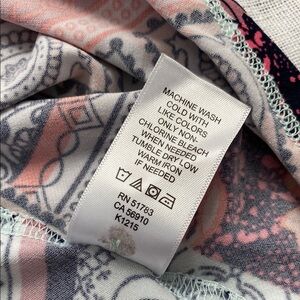 MACHINE WASH
COLD WITH
LIKE COLORS
ONLY NON
CHLORINE BLEACH
WHEN NEEDED
TUMBLE DRY LOW
WARM IRON
IF NEEDED
RN 51783
CA 56910
K1215